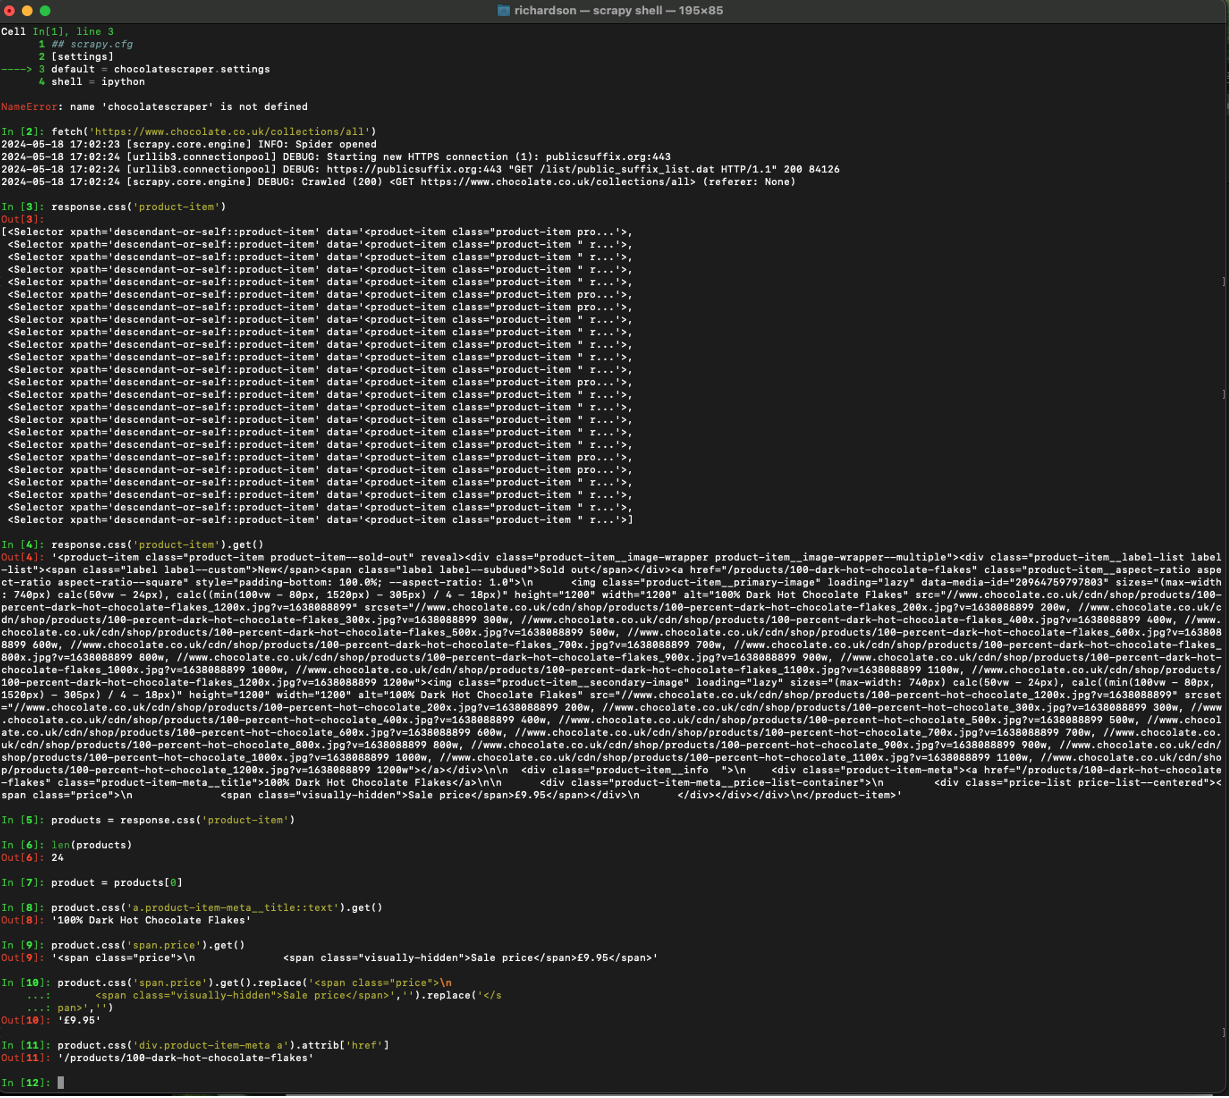 richardson — scrapy shell — 195×85
Cell In[1], line 3
1 ## scrapy.cfg
2 [settings]
----> 3 default = chocolatescraper.settings
4 shell = ipython
NameError: name 'chocolatescraper' is not defined
In [2]: fetch('https://www.chocolate.co.uk/collections/all')
2024-05-18 17:02:23 [scrapy.core.engine] INFO: Spider opened
2024-05-18 17:02:24 [urllib3.connectionpool] DEBUG: Starting new HTTPS connection (1): publicsuffix.org:443
2024-05-18 17:02:24 [urllib3.connectionpool] DEBUG: https://publicsuffix.org:443 "GET /list/public_suffix_list.dat HTTP/1.1" 200 84126
2024-05-18 17:02:24 [scrapy.core.engine] DEBUG: Crawled (200) <GET https://www.chocolate.co.uk/collections/all> (referer: None)
In [3]: response.css('product-item')
Out[3]:
[<Selector xpath='descendant-or-self::product-item' data='<product-item class="product-item pro...'>,
<Selector xpath='descendant-or-self::product-item' data='<product-item class="product-item " r...'>,
<Selector xpath='descendant-or-self::product-item' data='<product-item class="product-item " r...'>,
<Selector xpath='descendant-or-self::product-item' data='<product-item class="product-item " r...'>,
<Selector xpath='descendant-or-self::product-item' data='<product-item class="product-item " r...'>,
<Selector xpath='descendant-or-self::product-item' data='<product-item class="product-item pro...'>,
<Selector xpath='descendant-or-self::product-item' data='<product-item class="product-item pro...'>,
<Selector xpath='descendant-or-self::product-item' data='<product-item class="product-item " r...'>,
<Selector xpath='descendant-or-self::product-item' data='<product-item class="product-item " r...'>,
<Selector xpath='descendant-or-self::product-item' data='<product-item class="product-item " r...'>,
<Selector xpath='descendant-or-self::product-item' data='<product-item class="product-item " r...'>,
<Selector xpath='descendant-or-self::product-item' data='<product-item class="product-item " r...'>,
<Selector xpath='descendant-or-self::product-item' data='<product-item class="product-item pro...'>,
<Selector xpath='descendant-or-self::product-item' data='<product-item class="product-item " r...'>,
<Selector xpath='descendant-or-self::product-item' data='<product-item class="product-item " r...'>,
<Selector xpath='descendant-or-self::product-item' data='<product-item class="product-item " r...'>,
<Selector xpath='descendant-or-self::product-item' data='<product-item class="product-item " r...'>,
<Selector xpath='descendant-or-self::product-item' data='<product-item class="product-item " r...'>,
<Selector xpath='descendant-or-self::product-item' data='<product-item class="product-item pro...'>,
<Selector xpath='descendant-or-self::product-item' data='<product-item class="product-item pro...'>,
<Selector xpath='descendant-or-self::product-item' data='<product-item class="product-item " r...'>,
<Selector xpath='descendant-or-self::product-item' data='<product-item class="product-item " r...'>,
<Selector xpath='descendant-or-self::product-item' data='<product-item class="product-item " r...'>,
<Selector xpath='descendant-or-self::product-item' data='<product-item class="product-item " r...'>]
In [4]: response.css('product-item').get()
Out[4]: '<product-item class="product-item product-item--sold-out" reveal><div class="product-item__image-wrapper product-item__image-wrapper--multiple"><div class="product-item__label-list label
-list"><span class="label label--custom">New</span><span class="label label--subdued">Sold out</span></div><a href="/products/100-dark-hot-chocolate-flakes" class="product-item__aspect-ratio aspe
ct-ratio aspect-ratio--square" style="padding-bottom: 100.0%; --aspect-ratio: 1.0">\n      <img class="product-item__primary-image" loading="lazy" data-media-id="20964759797803" sizes="(max-width
: 740px) calc(50vw - 24px), calc((min(100vw - 80px, 1520px) - 305px) / 4 - 18px)" height="1200" width="1200" alt="100% Dark Hot Chocolate Flakes" src="//www.chocolate.co.uk/cdn/shop/products/100-
percent-dark-hot-chocolate-flakes_1200x.jpg?v=1638088899" srcset="//www.chocolate.co.uk/cdn/shop/products/100-percent-dark-hot-chocolate-flakes_200x.jpg?v=1638088899 200w, //www.chocolate.co.uk/c
dn/shop/products/100-percent-dark-hot-chocolate-flakes_300x.jpg?v=1638088899 300w, //www.chocolate.co.uk/cdn/shop/products/100-percent-dark-hot-chocolate-flakes_400x.jpg?v=1638088899 400w, //www.
chocolate.co.uk/cdn/shop/products/100-percent-dark-hot-chocolate-flakes_500x.jpg?v=1638088899 500w, //www.chocolate.co.uk/cdn/shop/products/100-percent-dark-hot-chocolate-flakes_600x.jpg?v=163808
8899 600w, //www.chocolate.co.uk/cdn/shop/products/100-percent-dark-hot-chocolate-flakes_700x.jpg?v=1638088899 700w, //www.chocolate.co.uk/cdn/shop/products/100-percent-dark-hot-chocolate-flakes_
800x.jpg?v=1638088899 800w, //www.chocolate.co.uk/cdn/shop/products/100-percent-dark-hot-chocolate-flakes_900x.jpg?v=1638088899 900w, //www.chocolate.co.uk/cdn/shop/products/100-percent-dark-hot-
chocolate-flakes_1000x.jpg?v=1638088899 1000w, //www.chocolate.co.uk/cdn/shop/products/100-percent-dark-hot-chocolate-flakes_1100x.jpg?v=1638088899 1100w, //www.chocolate.co.uk/cdn/shop/products/
100-percent-dark-hot-chocolate-flakes_1200x.jpg?v=1638088899 1200w"><img class="product-item__secondary-image" loading="lazy" sizes="(max-width: 740px) calc(50vw - 24px), calc((min(100vw - 80px, 
1520px) - 305px) / 4 - 18px)" height="1200" width="1200" alt="100% Dark Hot Chocolate Flakes" src="//www.chocolate.co.uk/cdn/shop/products/100-percent-hot-chocolate_1200x.jpg?v=1638088899" srcset
="//www.chocolate.co.uk/cdn/shop/products/100-percent-hot-chocolate_200x.jpg?v=1638088899 200w, //www.chocolate.co.uk/cdn/shop/products/100-percent-hot-chocolate_300x.jpg?v=1638088899 300w, //www
.chocolate.co.uk/cdn/shop/products/100-percent-hot-chocolate_400x.jpg?v=1638088899 400w, //www.chocolate.co.uk/cdn/shop/products/100-percent-hot-chocolate_500x.jpg?v=1638088899 500w, //www.chocol
ate.co.uk/cdn/shop/products/100-percent-hot-chocolate_600x.jpg?v=1638088899 600w, //www.chocolate.co.uk/cdn/shop/products/100-percent-hot-chocolate_700x.jpg?v=1638088899 700w, //www.chocolate.co.
uk/cdn/shop/products/100-percent-hot-chocolate_800x.jpg?v=1638088899 800w, //www.chocolate.co.uk/cdn/shop/products/100-percent-hot-chocolate_900x.jpg?v=1638088899 900w, //www.chocolate.co.uk/cdn/
shop/products/100-percent-hot-chocolate_1000x.jpg?v=1638088899 1000w, //www.chocolate.co.uk/cdn/shop/products/100-percent-hot-chocolate_1100x.jpg?v=1638088899 1100w, //www.chocolate.co.uk/cdn/sho
p/products/100-percent-hot-chocolate_1200x.jpg?v=1638088899 1200w"></a></div>\n\n  <div class="product-item__info  ">\n    <div class="product-item-meta"><a href="/products/100-dark-hot-chocolate
-flakes" class="product-item-meta__title">100% Dark Hot Chocolate Flakes</a>\n\n      <div class="product-item-meta__price-list-container">\n        <div class="price-list price-list--centered"><
span class="price">\n              <span class="visually-hidden">Sale price</span>£9.95</span></div>\n      </div></div></div>\n</product-item>'
In [5]: products = response.css('product-item')
In [6]: len(products)
Out[6]: 24
In [7]: product = products[0]
In [8]: product.css('a.product-item-meta__title::text').get()
Out[8]: '100% Dark Hot Chocolate Flakes'
In [9]: product.css('span.price').get()
Out[9]: '<span class="price">\n              <span class="visually-hidden">Sale price</span>£9.95</span>'
In [10]: product.css('span.price').get().replace('<span class="price">\n
...:       <span class="visually-hidden">Sale price</span>','').replace('</s
...: pan>','')
Out[10]: '£9.95'
In [11]: product.css('div.product-item-meta a').attrib['href']
Out[11]: '/products/100-dark-hot-chocolate-flakes'
In [12]: